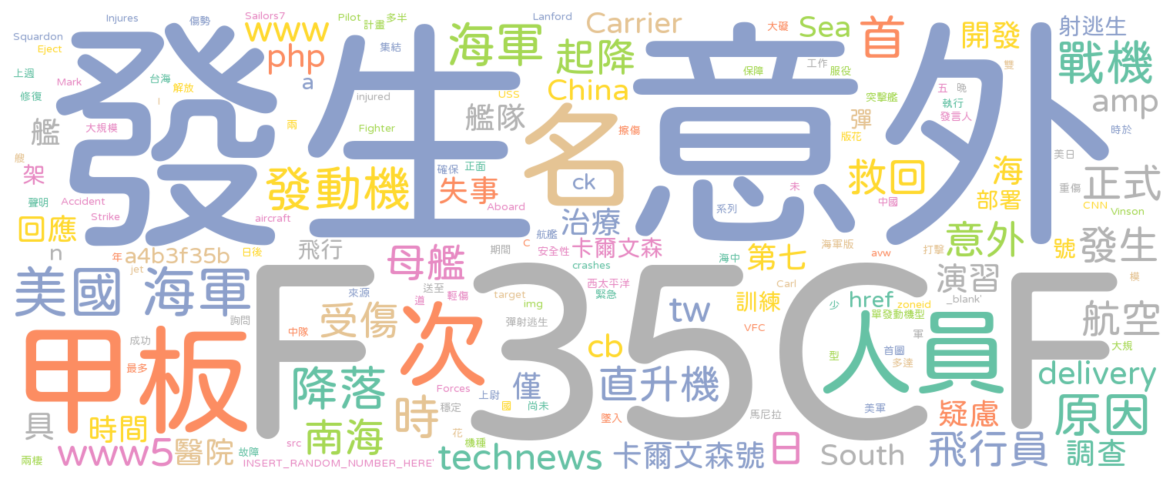 Injures
傷勢
Sailors7
Pilot
計畫
多半
Lanford
Carrier
Sea
大礙
首
開發
射逃生
Squardon
Eject
www
海軍
起降
戰機
php
集結
上週
Mark
台海
解放
a
China
保障
工作
服役
雙
修復
I
injured
USS
突擊艦
五
晚
執行
發言人
amp
大規模
兩
Fighter
艦隊
名
擦傷
彈
版花
時於
艦
發生意外
艘
架
發動機
確保
正面
失事
ck
救回
海
部署
美日
重傷
正式
未
中國
聲明
Accident
Strike
aircraft
Aboard
治療
系列
CNN
Vinson
回應
航艦
c
海軍版
打擊
意外
號
發生
n
年
a4b3f35b
日後
飛行
母艦
期間
安全性
卡爾文森
第七
avw
jet
crashes
海中
美國 海軍
來源
送至
道
輕傷
target
img
西太平洋
緊急
Carl
訓練
href
zoneid
_blank'
演習
模
詢問
受傷
次
彈射逃生
tw
少
單發動機型
航空
甲板
中隊
VFC
人員
軍
成功
F 35C F
最多
cb
型
首圖
多達
大規
降落
Forces
僅
直升機
delivery
具
時間
時
上尉
國
尚未
穩定
墜入
馬尼拉
美軍
疑慮
原因
南海
花
機種
www5
醫院
故障
src
兩棲
INSERT_RANDOM_NUMBER_HERE'
technews
卡爾文森號
日
South
飛行員
調查